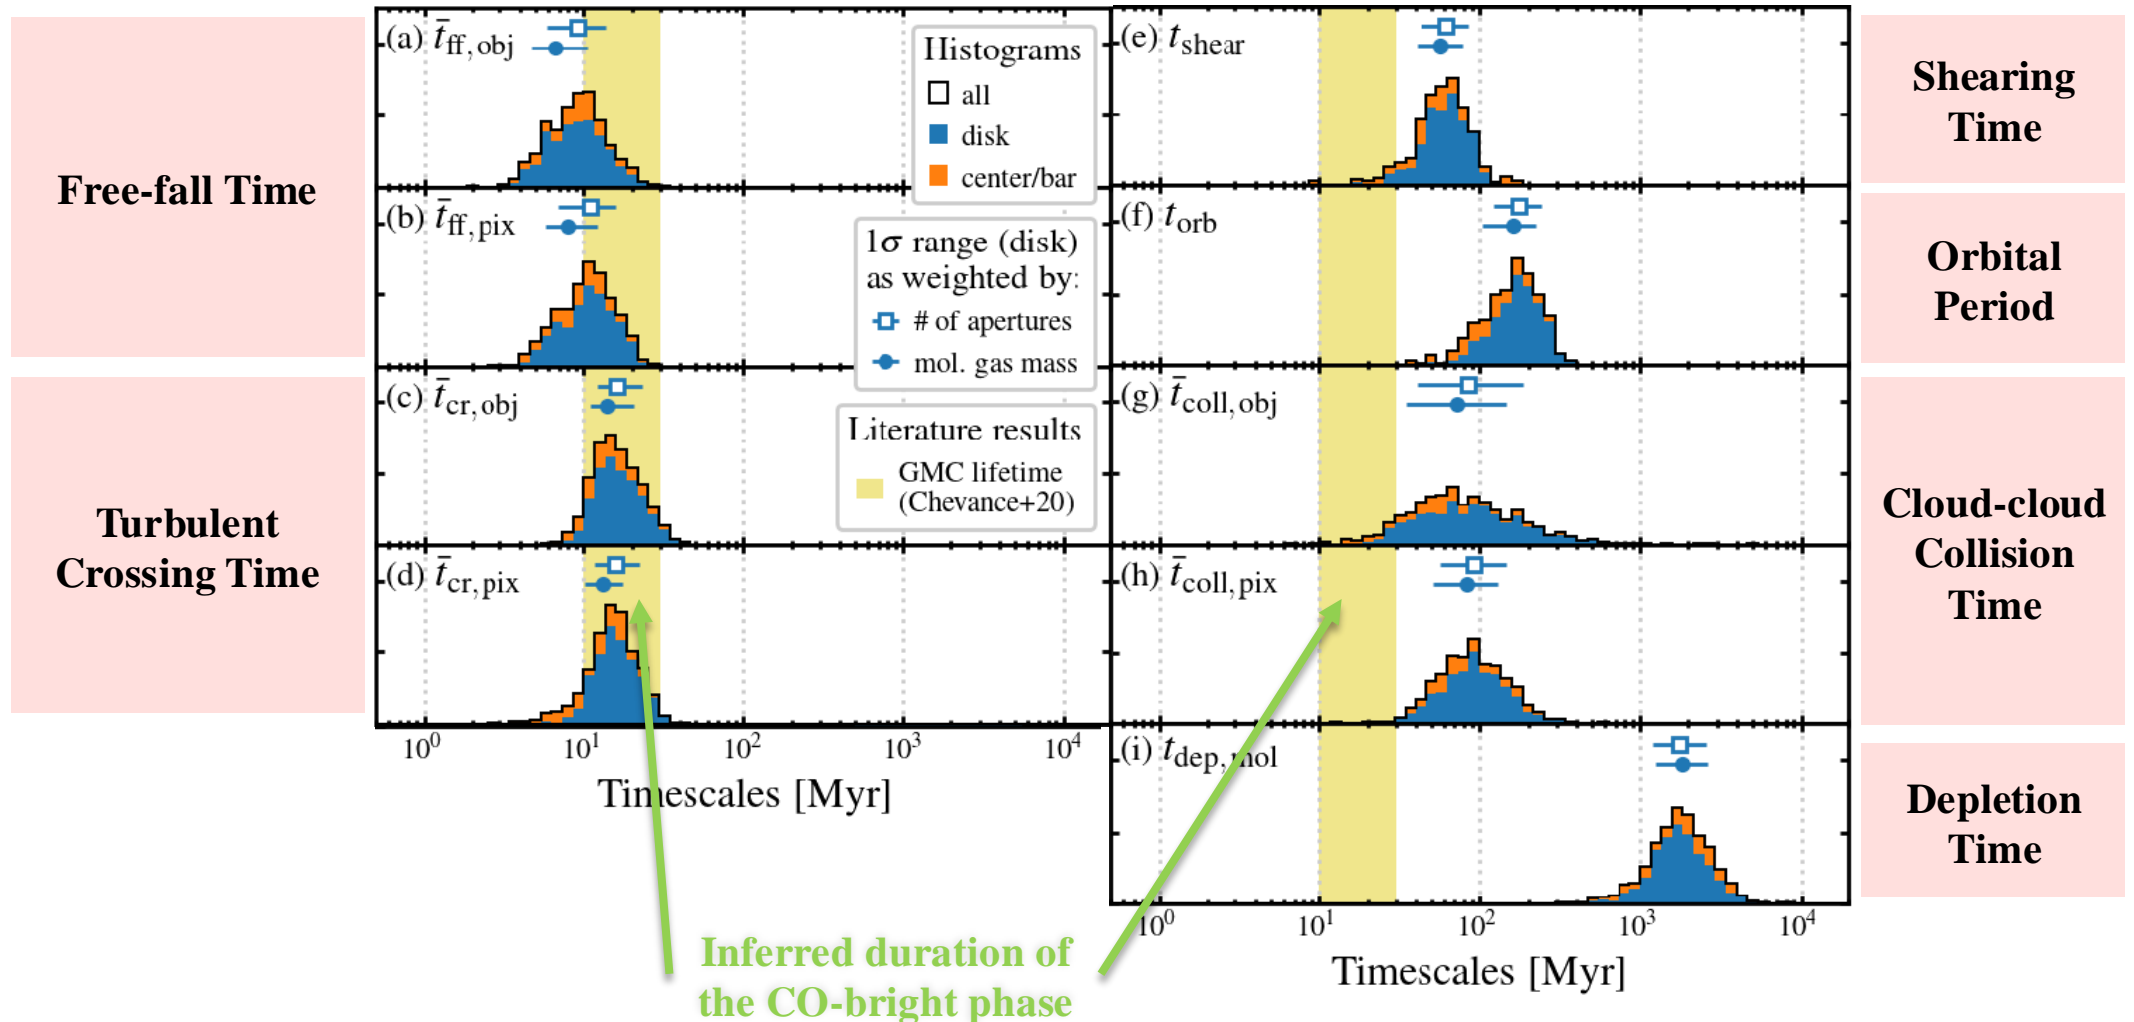 Free-fall Time
Turbulent
Crossing Time
(a) t̄ff,obj
(b) t̄ff,pix
(c) t̄cr,obj
(d) t̄cr,pix
Histograms
all
disk
center/bar
1σ range (disk)
as weighted by:
# of apertures
mol. gas mass
Literature results
GMC lifetime
(Chevance+20)
10⁰ 10¹ 10² 10³ 10⁴
Timescales [Myr]
(e) tshear
(f) torb
(g) t̄coll,obj
(h) t̄coll,pix
(i) tdep,mol
10⁰ 10¹ 10² 10³ 10⁴
Timescales [Myr]
Shearing
Time
Orbital
Period
Cloud-cloud
Collision
Time
Depletion
Time
Inferred duration of
the CO-bright phase